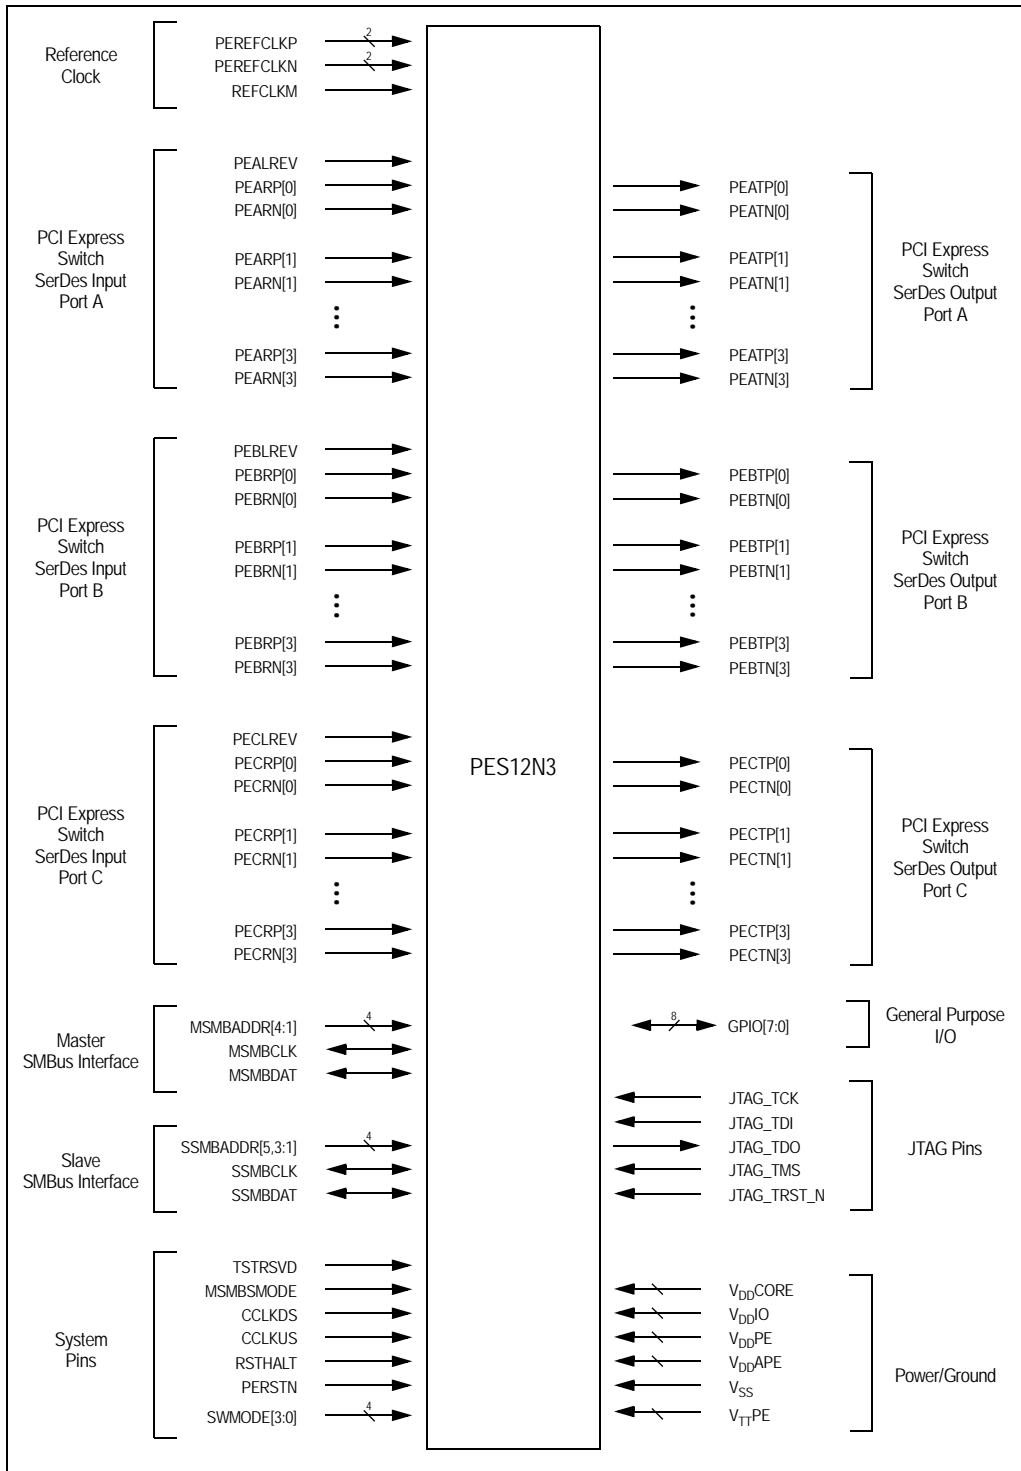 Reference
Clock
PEREFCLKP
2
PEREFCLKN
2
REFCLKM
PCI Express
Switch
SerDes Input
Port A
PEALREV
PEARP[0]
PEARN[0]
PEARP[1]
PEARN[1]
PEARP[3]
PEARN[3]
PEATP[0]
PEATN[0]
PEATP[1]
PEATN[1]
PEATP[3]
PEATN[3]
PCI Express
Switch
SerDes Output
Port A
PCI Express
Switch
SerDes Input
Port B
PEBLREV
PEBRP[0]
PEBRN[0]
PEBRP[1]
PEBRN[1]
PEBRP[3]
PEBRN[3]
PEBTP[0]
PEBTN[0]
PEBTP[1]
PEBTN[1]
PEBTP[3]
PEBTN[3]
PCI Express
Switch
SerDes Output
Port B
PCI Express
Switch
SerDes Input
Port C
PECLREV
PECRP[0]
PECRN[0]
PECRP[1]
PECRN[1]
PECRP[3]
PECRN[3]
PES12N3
PECTP[0]
PECTN[0]
PECTP[1]
PECTN[1]
PECTP[3]
PECTN[3]
PCI Express
Switch
SerDes Output
Port C
Master
SMBus Interface
MSMBADDR[4:1]
4
MSMBCLK
MSMBDAT
8
GPIO[7:0]
General Purpose
I/O
Slave
SMBus Interface
SSMBADDR[5,3:1]
4
SSMBCLK
SSMBDAT
JTAG_TCK
JTAG_TDI
JTAG_TDO
JTAG_TMS
JTAG_TRST_N
JTAG Pins
System
Pins
TSTRSVD
MSMBSMODE
CCLKDS
CCLKUS
RSTHALT
PERSTN
SWMODE[3:0]
4
VDDCORE
VDDIO
VDDPE
VDDAPE
VSS
VTTPE
Power/Ground